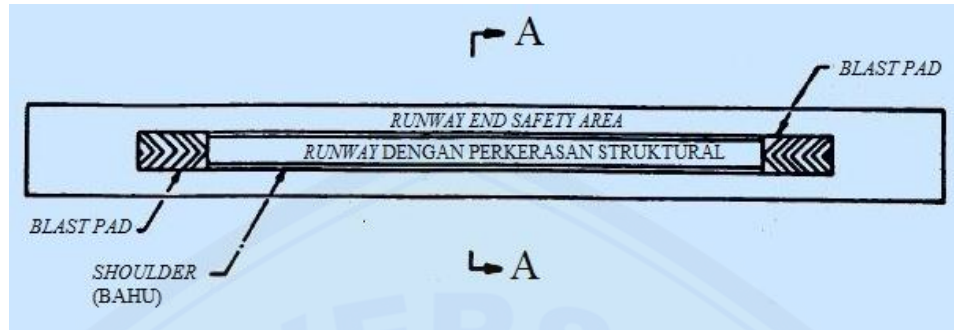 A
BLAST PAD
RUNWAY END SAFETY AREA
RUNWAY DENGAN PERKERASAN STRUKTURAL
BLAST PAD
SHOULDER
(BAHU)
A